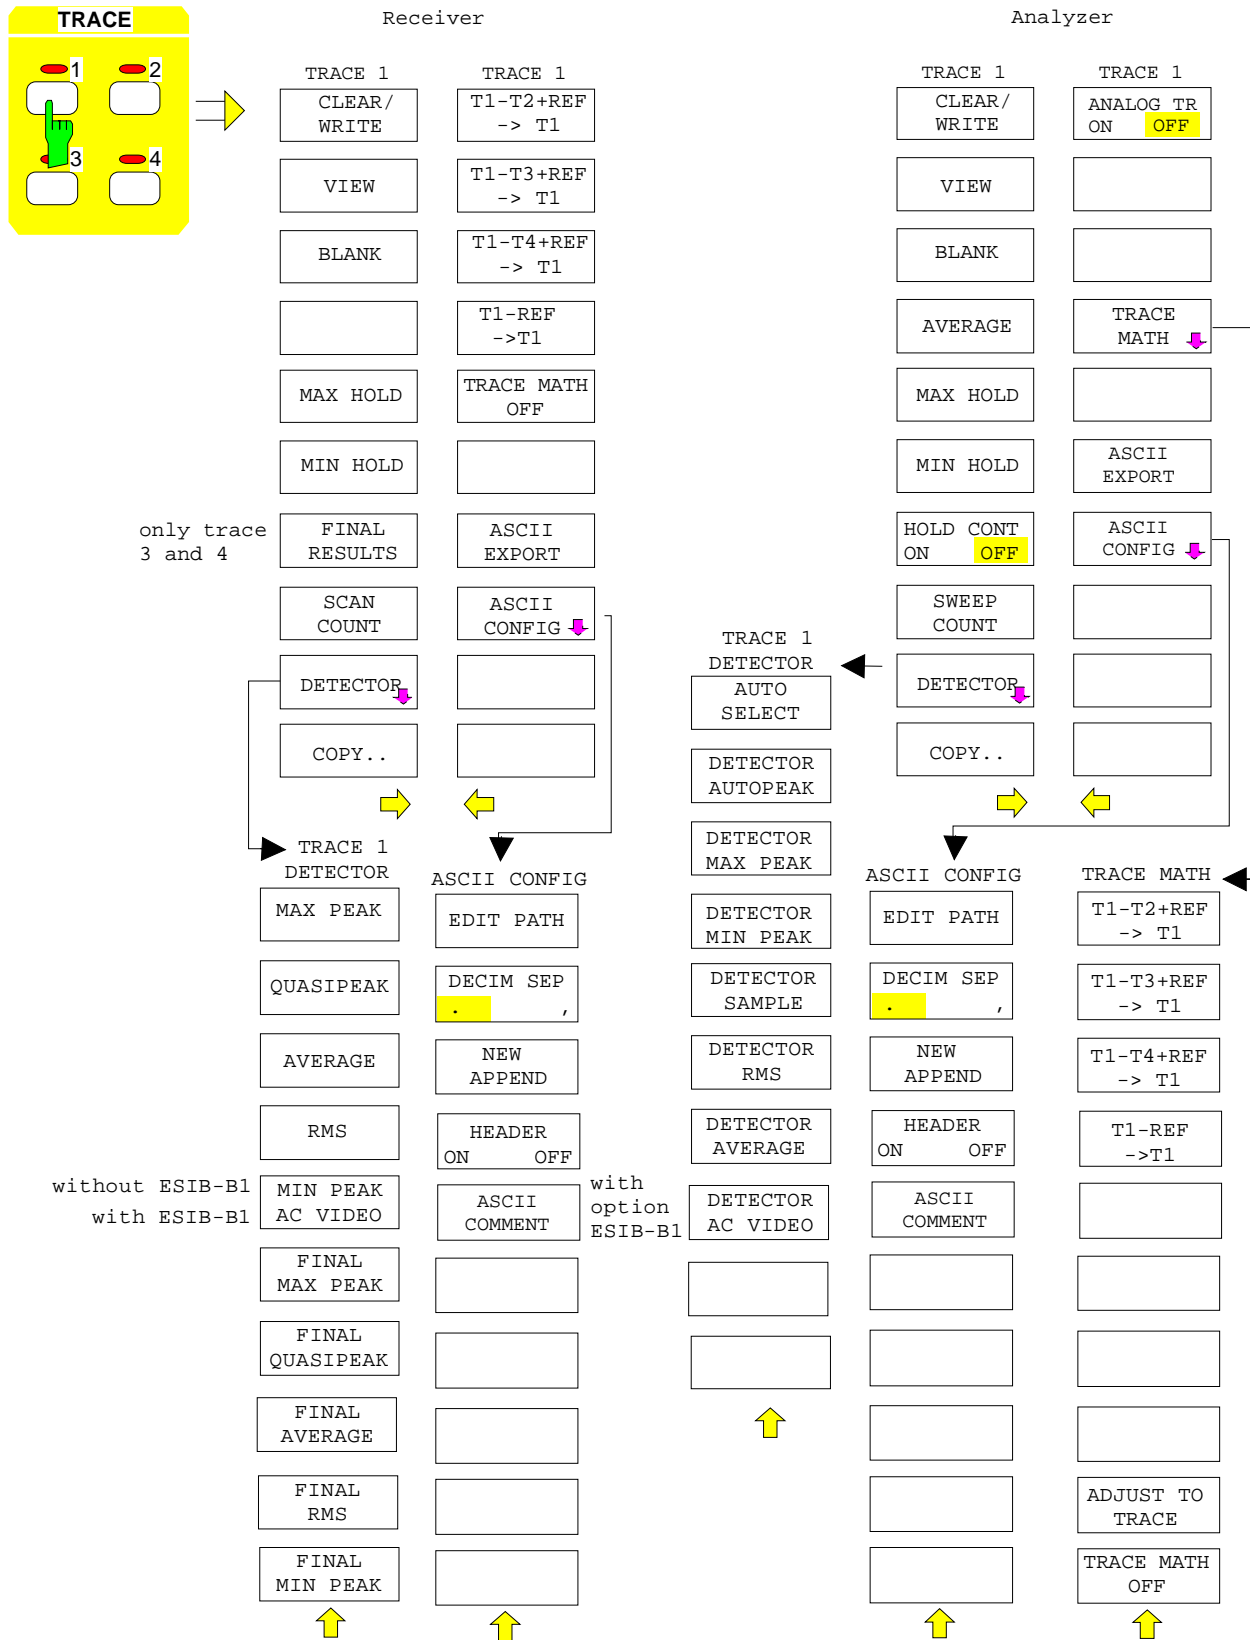 TRACE
1
2
3
4
Receiver
TRACE 1
CLEAR/
WRITE
VIEW
BLANK
MAX HOLD
MIN HOLD
only trace
3 and 4
FINAL
RESULTS
SCAN
COUNT
DETECTOR
COPY..
TRACE 1
T1-T2+REF
-> T1
T1-T3+REF
-> T1
T1-T4+REF
-> T1
T1-REF
->T1
TRACE MATH
OFF
ASCII
EXPORT
ASCII
CONFIG
TRACE 1
DETECTOR
MAX PEAK
QUASIPEAK
AVERAGE
RMS
without ESIB-B1
with ESIB-B1
MIN PEAK
AC VIDEO
FINAL
MAX PEAK
FINAL
QUASIPEAK
FINAL
AVERAGE
FINAL
RMS
FINAL
MIN PEAK
ASCII CONFIG
EDIT PATH
DECIM SEP
. ,
NEW
APPEND
HEADER
ON OFF
ASCII
COMMENT
Analyzer
TRACE 1
CLEAR/
WRITE
VIEW
BLANK
AVERAGE
MAX HOLD
MIN HOLD
HOLD CONT
ON OFF
SWEEP
COUNT
DETECTOR
COPY..
TRACE 1
ANALOG TR
ON OFF
TRACE
MATH
ASCII
EXPORT
ASCII
CONFIG
TRACE 1
DETECTOR
AUTO
SELECT
DETECTOR
AUTOPEAK
DETECTOR
MAX PEAK
DETECTOR
MIN PEAK
DETECTOR
SAMPLE
DETECTOR
RMS
DETECTOR
AVERAGE
with
option
ESIB-B1
DETECTOR
AC VIDEO
ASCII CONFIG
EDIT PATH
DECIM SEP
. ,
NEW
APPEND
HEADER
ON OFF
ASCII
COMMENT
TRACE MATH
T1-T2+REF
-> T1
T1-T3+REF
-> T1
T1-T4+REF
-> T1
T1-REF
->T1
ADJUST TO
TRACE
TRACE MATH
OFF